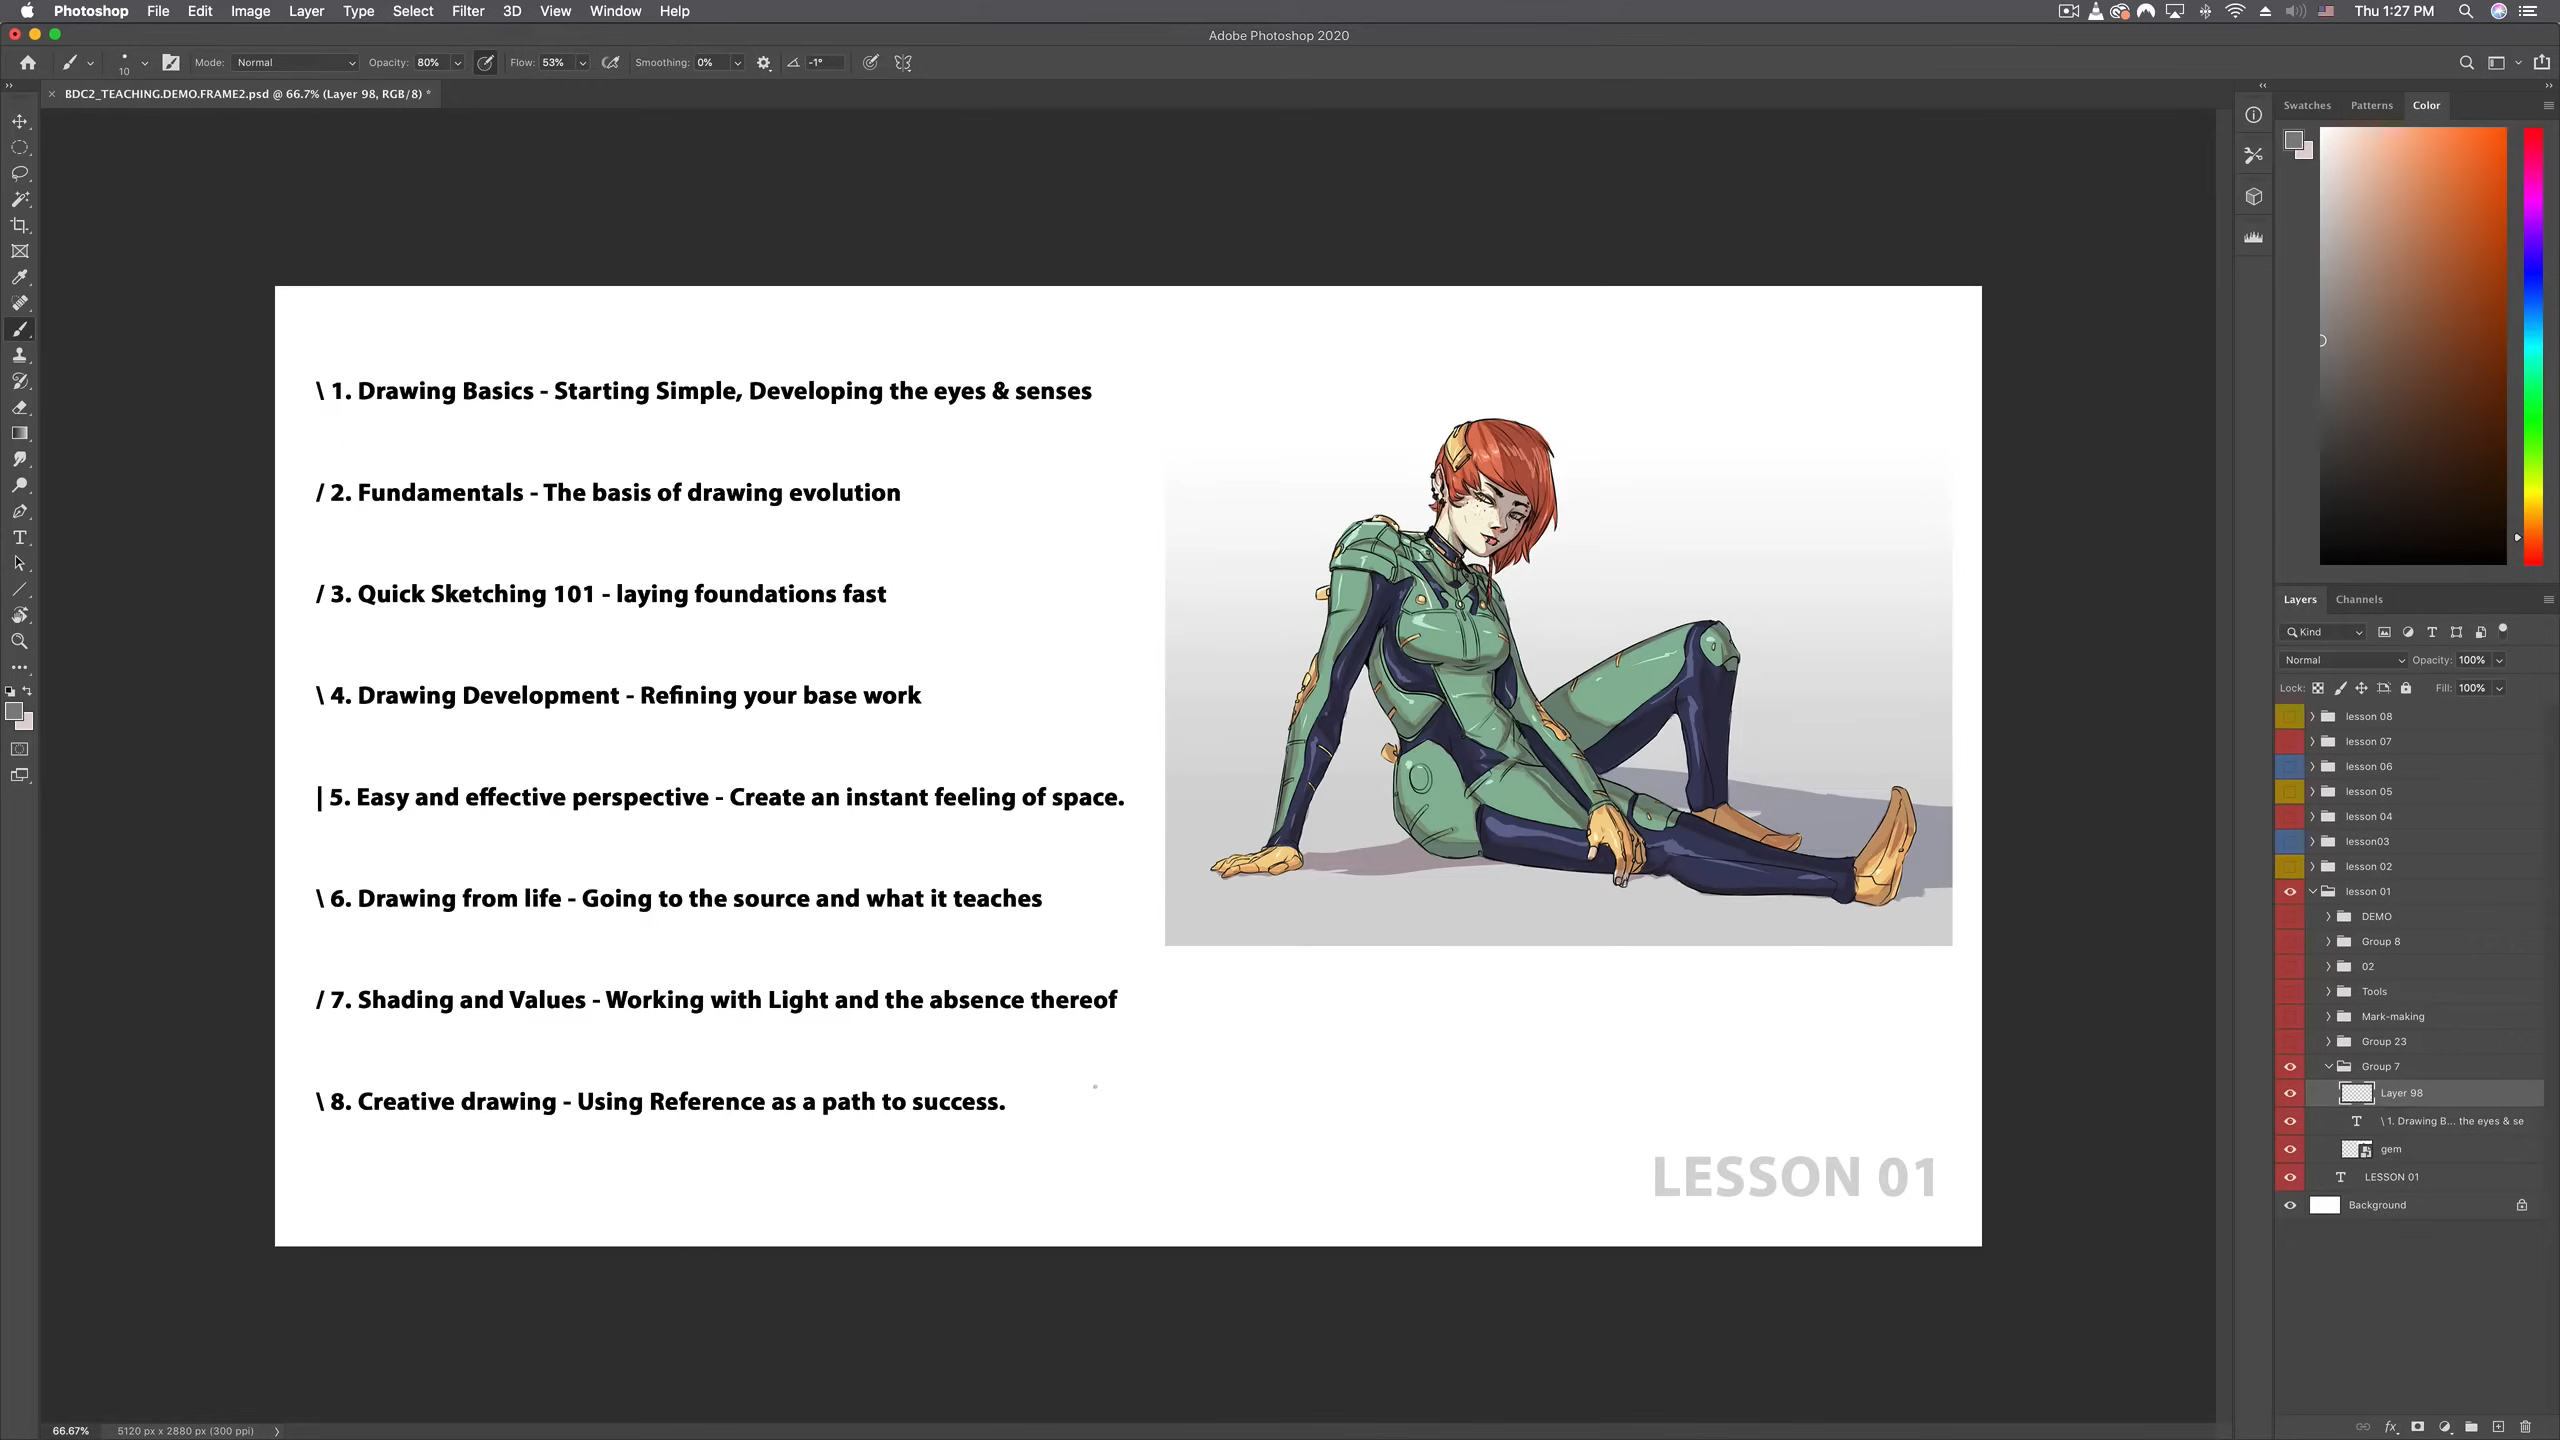 Photoshop File Edit Image Layer Type Select Filter 3D View Window Help Thu 1:27 PM
Adobe Photoshop 2020
10 Mode: Normal Opacity: 80% Flow: 53% Smoothing: 0% -1°
BDC2_TEACHING.DEMO.FRAME2.psd @ 66.7% (Layer 98, RGB/8) *
Swatches Patterns Color
\ 1. Drawing Basics - Starting Simple, Developing the eyes & senses
/ 2. Fundamentals - The basis of drawing evolution
/ 3. Quick Sketching 101 - laying foundations fast
\ 4. Drawing Development - Refining your base work
| 5. Easy and effective perspective - Create an instant feeling of space.
\ 6. Drawing from life - Going to the source and what it teaches
/ 7. Shading and Values - Working with Light and the absence thereof
\ 8. Creative drawing - Using Reference as a path to success.
LESSON 01
Layers Channels
Kind
Normal Opacity: 100%
Lock: Fill: 100%
lesson 08
lesson 07
lesson 06
lesson 05
lesson 04
lesson03
lesson 02
lesson 01
DEMO
Group 8
02
Tools
Mark-making
Group 23
Group 7
Layer 98
\ 1. Drawing B... the eyes & se
gem
LESSON 01
Background
66.67% 5120 px x 2880 px (300 ppi)